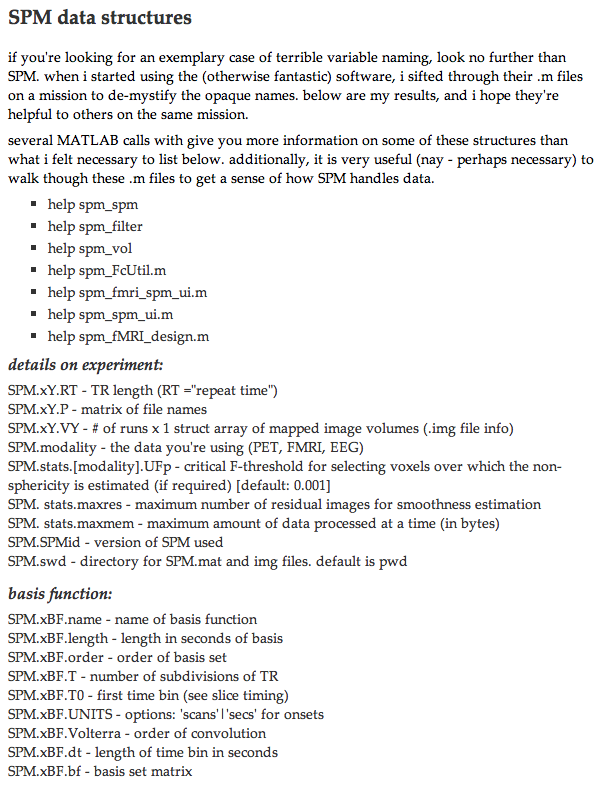 SPM data structures
if you're looking for an exemplary case of terrible variable naming, look no further than
SPM. when i started using the (otherwise fantastic) software, i sifted through their .m files
on a mission to de-mystify the opaque names. below are my results, and i hope they're
helpful to others on the same mission.
several MATLAB calls with give you more information on some of these structures than
what i felt necessary to list below. additionally, it is very useful (nay - perhaps necessary) to
walk though these .m files to get a sense of how SPM handles data.
▪ help spm_spm
▪ help spm_filter
▪ help spm_vol
▪ help spm_FcUtil.m
▪ help spm_fmri_spm_ui.m
▪ help spm_spm_ui.m
▪ help spm_fMRI_design.m
details on experiment:
SPM.xY.RT - TR length (RT ="repeat time")
SPM.xY.P - matrix of file names
SPM.xY.VY - # of runs x 1 struct array of mapped image volumes (.img file info)
SPM.modality - the data you're using (PET, FMRI, EEG)
SPM.stats.[modality].UFp - critical F-threshold for selecting voxels over which the non-
sphericity is estimated (if required) [default: 0.001]
SPM. stats.maxres - maximum number of residual images for smoothness estimation
SPM. stats.maxmem - maximum amount of data processed at a time (in bytes)
SPM.SPMid - version of SPM used
SPM.swd - directory for SPM.mat and img files. default is pwd
basis function:
SPM.xBF.name - name of basis function
SPM.xBF.length - length in seconds of basis
SPM.xBF.order - order of basis set
SPM.xBF.T - number of subdivisions of TR
SPM.xBF.T0 - first time bin (see slice timing)
SPM.xBF.UNITS - options: 'scans'|'secs' for onsets
SPM.xBF.Volterra - order of convolution
SPM.xBF.dt - length of time bin in seconds
SPM.xBF.bf - basis set matrix